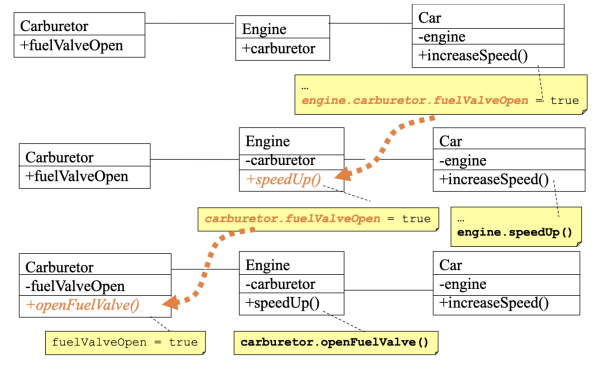 Carburetor
+fuelValveOpen
Engine
+carburetor
Car
-engine
+increaseSpeed()
…
engine.carburetor.fuelValveOpen = true
Carburetor
+fuelValveOpen
Engine
-carburetor
+speedUp()
Car
-engine
+increaseSpeed()
carburetor.fuelValveOpen = true
…
engine.speedUp()
Carburetor
-fuelValveOpen
+openFuelValve()
Engine
-carburetor
+speedUp()
Car
-engine
+increaseSpeed()
fuelValveOpen = true
carburetor.openFuelValve()